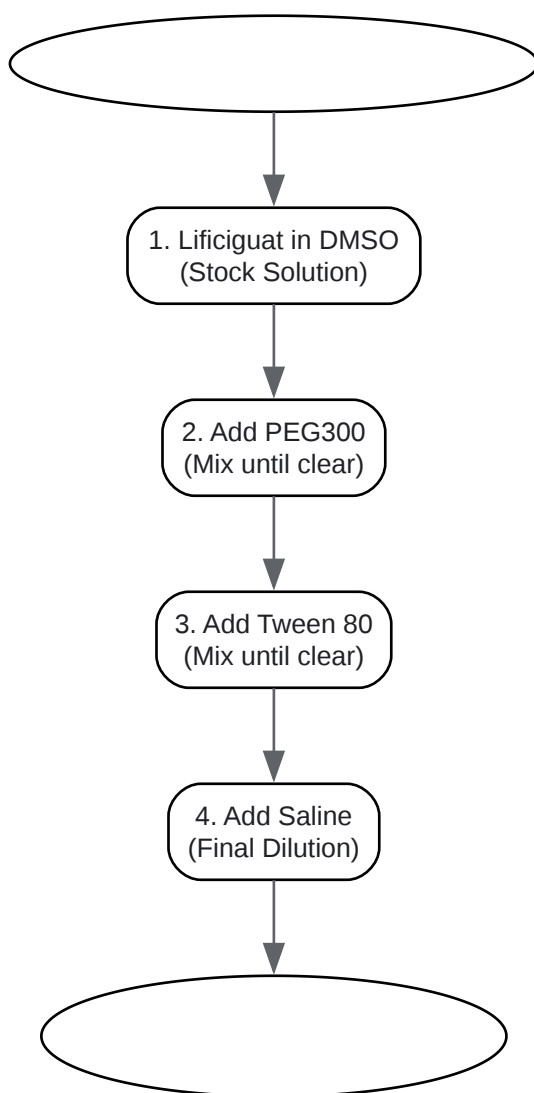 1. Lificiguat in DMSO
(Stock Solution)
2. Add PEG300
(Mix until clear)
3. Add Tween 80
(Mix until clear)
4. Add Saline
(Final Dilution)